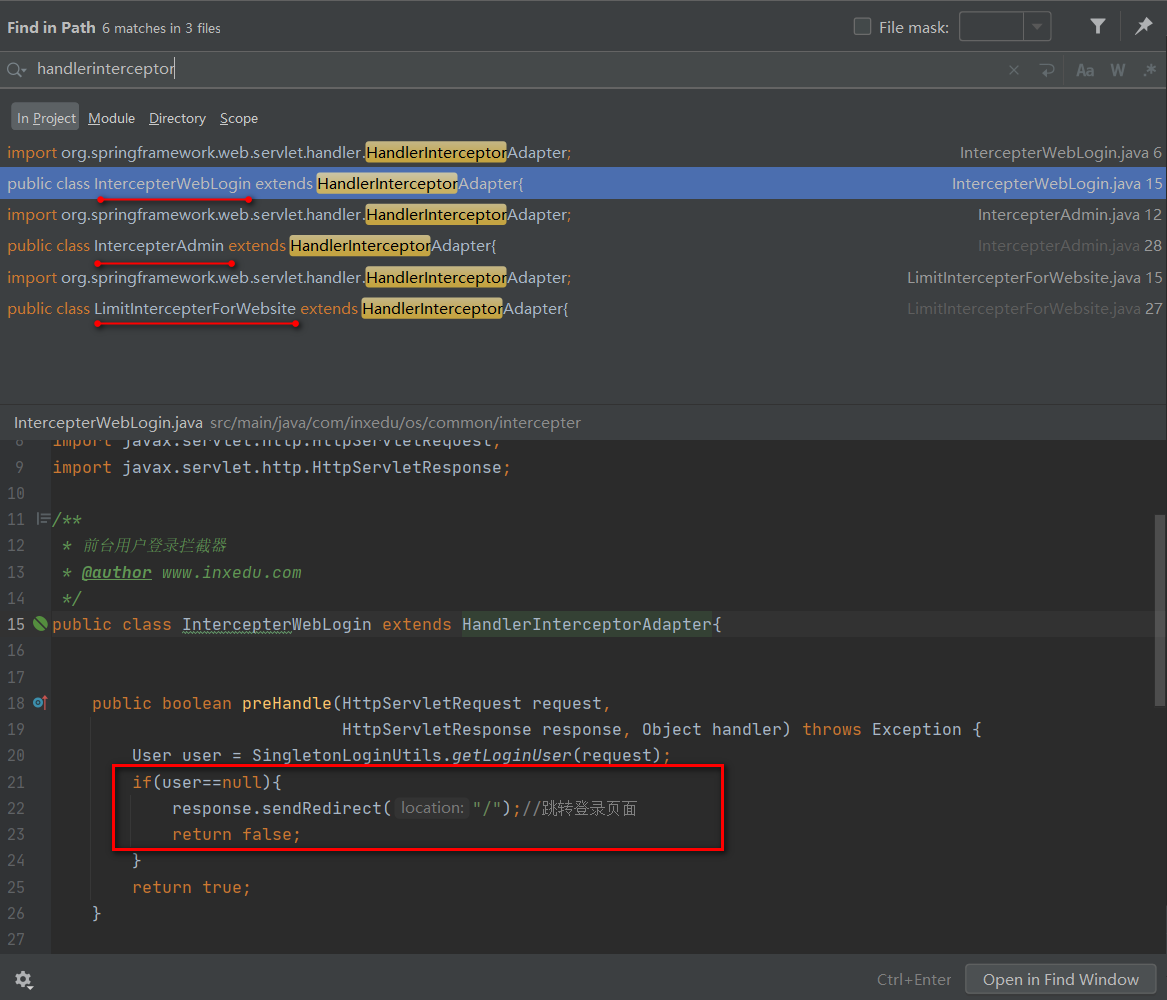 Find in Path 6 matches in 3 files File mask:
handlerinterceptor Aa W .*
In Project Module Directory Scope
import org.springframework.web.servlet.handler.HandlerInterceptorAdapter; IntercepterWebLogin.java 6
public class IntercepterWebLogin extends HandlerInterceptorAdapter{ IntercepterWebLogin.java 15
import org.springframework.web.servlet.handler.HandlerInterceptorAdapter; IntercepterAdmin.java 12
public class IntercepterAdmin extends HandlerInterceptorAdapter{ IntercepterAdmin.java 28
import org.springframework.web.servlet.handler.HandlerInterceptorAdapter; LimitIntercepterForWebsite.java 15
public class LimitIntercepterForWebsite extends HandlerInterceptorAdapter{ LimitIntercepterForWebsite.java 27
IntercepterWebLogin.java src/main/java/com/inxedu/os/common/intercepter
8 import javax.servlet.http.HttpServletRequest;
9 import javax.servlet.http.HttpServletResponse;
10
11 /**
12 * 前台用户登录拦截器
13 * @author www.inxedu.com
14 */
15 public class IntercepterWebLogin extends HandlerInterceptorAdapter{
16
17
18 public boolean preHandle(HttpServletRequest request,
19 HttpServletResponse response, Object handler) throws Exception {
20 User user = SingletonLoginUtils.getLoginUser(request);
21 if(user==null){
22 response.sendRedirect( location: "/");//跳转登录页面
23 return false;
24 }
25 return true;
26 }
27
Ctrl+Enter Open in Find Window